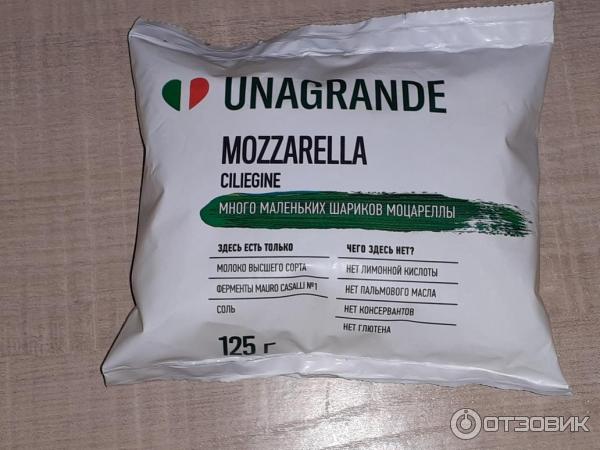 UNAGRANDE
MOZZARELLA
CILIEGINE
МНОГО МАЛЕНЬКИХ ШАРИКОВ МОЦАРЕЛЛЫ
ЗДЕСЬ ЕСТЬ ТОЛЬКО
МОЛОКО ВЫСШЕГО СОРТА
ФЕРМЕНТЫ MAURO CASALLI №1
СОЛЬ
ЧЕГО ЗДЕСЬ НЕТ?
НЕТ ЛИМОННОЙ КИСЛОТЫ
НЕТ ПАЛЬМОВОГО МАСЛА
НЕТ КОНСЕРВАНТОВ
НЕТ ГЛЮТЕНА
125 г
ОТЗОВИК